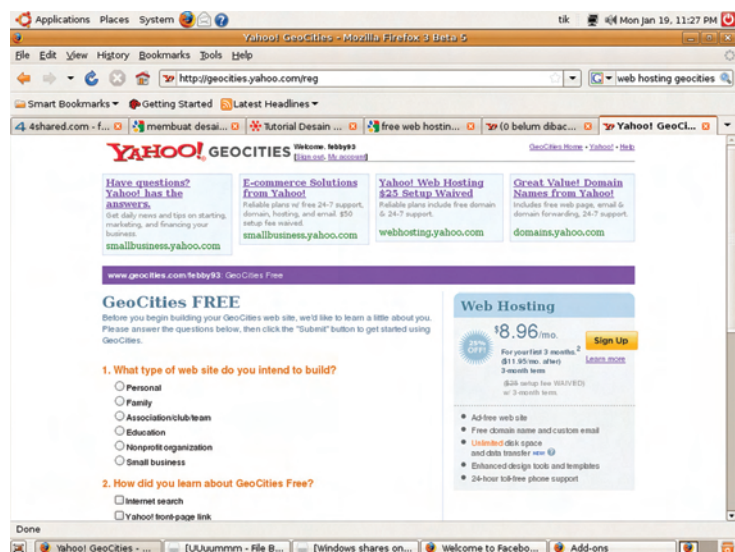 Applications Places System
tik Mon Jan 19, 11:27 PM
Yahoo! GeoCities - Mozilla Firefox 3 Beta 5
File Edit View History Bookmarks Tools Help
http://geocities.yahoo.com/reg
web hosting geocities
Smart Bookmarks Getting Started Latest Headlines
4shared.com - f... membuat desai... Tutorial Desain ... free web hostin... (0 belum dibac... Yahoo! GeoCi...
YAHOO! GEOCITIES Welcome, febby93
[Sign out, My account]
GeoCities Home - Yahoo! - Help
Have questions?
Yahoo! has the
answers.
Get daily news and tips on starting,
marketing, and financing your
business.
smallbusiness.yahoo.com
E-commerce Solutions
from Yahoo!
Reliable plans w/ free 24-7 support,
domain, hosting, and email. $50
setup fee waived.
smallbusiness.yahoo.com
Yahoo! Web Hosting
$25 Setup Waived
Reliable plans include free domain
& 24-7 support.
webhosting.yahoo.com
Great Value! Domain
Names from Yahoo!
Includes free web page, email &
domain forwarding, 24-7 support.
domains.yahoo.com
www.geocities.com/febby93: GeoCities Free
GeoCities FREE
Before you begin building your GeoCities web site, we'd like to learn a little about you.
Please answer the questions below, then click the "Submit" button to get started using
GeoCities.
1. What type of web site do you intend to build?
Personal
Family
Association/club/team
Education
Nonprofit organization
Small business
2. How did you learn about GeoCities Free?
Internet search
Yahoo! front-page link
Web Hosting
25% OFF!
$8.96/mo.
For your first 3 months.2
($11.95/mo. after)
3-month term
($25 setup fee WAIVED)
w/ 3-month term.
Sign Up
Learn more
Ad-free web site
Free domain name and custom email
Unlimited disk space
and data transfer NEW
Enhanced design tools and templates
24-hour toll-free phone support
Done
Yahoo! GeoCities - ... [UUuummm - File B... [Windows shares on... Welcome to Facebo... Add-ons